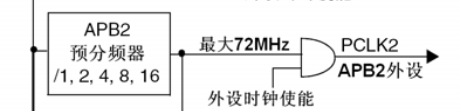 APB2
预分频器
/1, 2, 4, 8, 16
最大72MHz
PCLK2
APB2外设
外设时钟使能